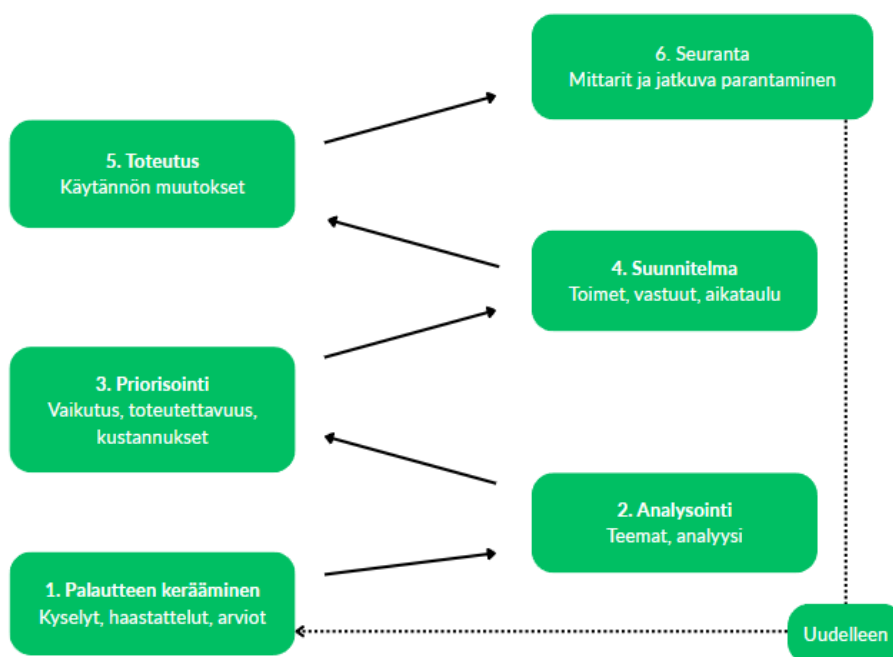 6. Seuranta
Mittarit ja jatkuva parantaminen
5. Toteutus
Käytännön muutokset
4. Suunnitelma
Toimet, vastuut, aikataulu
3. Priorisointi
Vaikutus, toteutettavuus,
kustannukset
2. Analysointi
Teemat, analyysi
1. Palautteen kerääminen
Kyselyt, haastattelut, arviot
Uudelleen